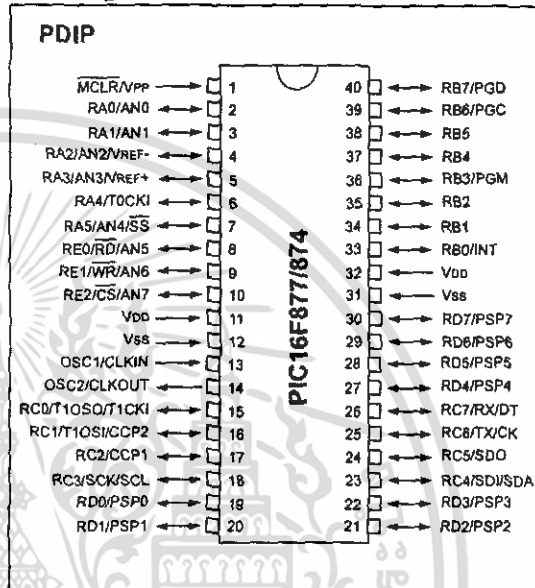 PDIP
MCLR/VPP 1 40 RB7/PGD
RA0/AN0 2 39 RB6/PGC
RA1/AN1 3 38 RB5
RA2/AN2/VREF- 4 37 RB4
RA3/AN3/VREF+ 5 36 RB3/PGM
RA4/T0CKI 6 35 RB2
RA5/AN4/SS 7 34 RB1
RE0/RD/AN5 8 33 RB0/INT
RE1/WR/AN6 9 32 VDD
RE2/CS/AN7 10 31 VSS
VDD 11 30 RD7/PSP7
VSS 12 29 RD6/PSP6
OSC1/CLKIN 13 28 RD5/PSP5
OSC2/CLKOUT 14 27 RD4/PSP4
RC0/T1OSO/T1CKI 15 26 RC7/RX/DT
RC1/T1OSI/CCP2 16 25 RC6/TX/CK
RC2/CCP1 17 24 RC5/SDO
RC3/SCK/SCL 18 23 RC4/SDI/SDA
RD0/PSP0 19 22 RD3/PSP3
RD1/PSP1 20 21 RD2/PSP2
PIC16F877/874